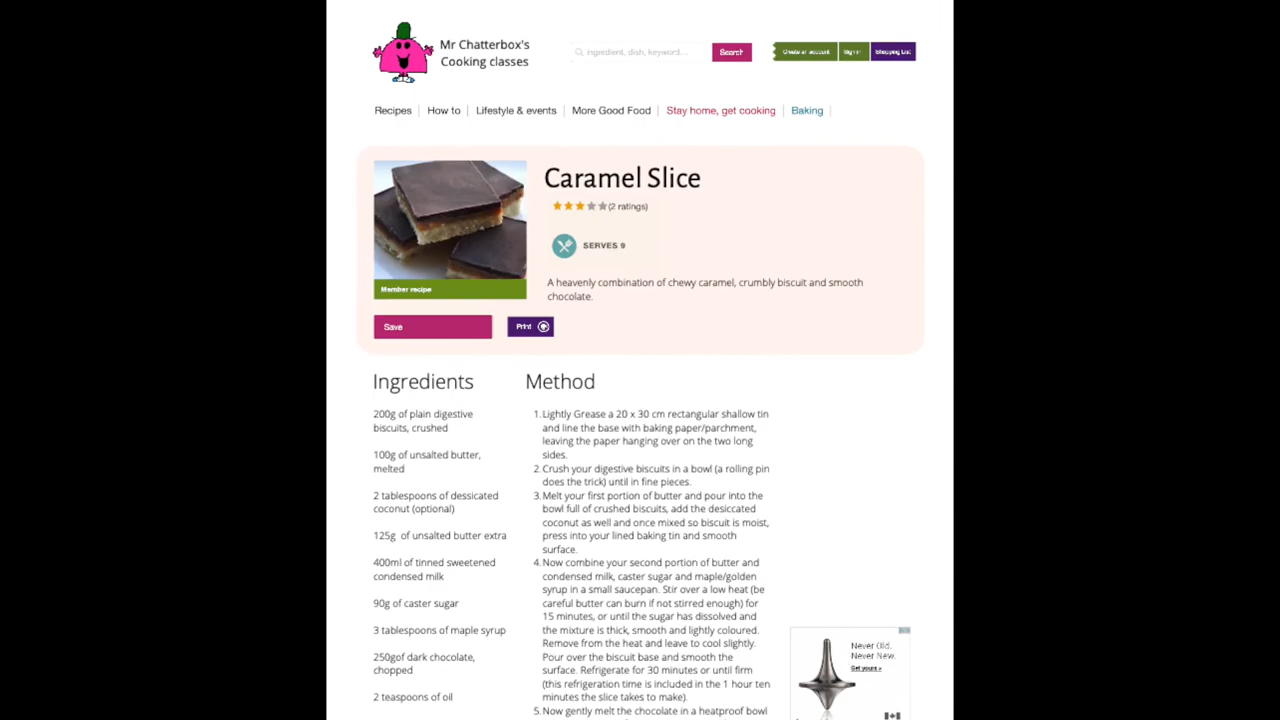 Mr Chatterbox's
Cooking classes
ingredient, dish, keyword...
Search
Create an account
Sign in
Shopping List
Recipes
How to
Lifestyle & events
More Good Food
Stay home, get cooking
Baking
Caramel Slice
(2 ratings)
SERVES 9
A heavenly combination of chewy caramel, crumbly biscuit and smooth
chocolate.
Member recipe
Save
Print
Ingredients
200g of plain digestive
biscuits, crushed
100g of unsalted butter,
melted
2 tablespoons of dessicated
coconut (optional)
125g of unsalted butter extra
400ml of tinned sweetened
condensed milk
90g of caster sugar
3 tablespoons of maple syrup
250gof dark chocolate,
chopped
2 teaspoons of oil
Method
1. Lightly Grease a 20 x 30 cm rectangular shallow tin
and line the base with baking paper/parchment,
leaving the paper hanging over on the two long
sides.
2. Crush your digestive biscuits in a bowl (a rolling pin
does the trick) until in fine pieces.
3. Melt your first portion of butter and pour into the
bowl full of crushed biscuits, add the desiccated
coconut as well and once mixed so biscuit is moist,
press into your lined baking tin and smooth
surface.
4. Now combine your second portion of butter and
condensed milk, caster sugar and maple/golden
syrup in a small saucepan. Stir over a low heat (be
careful butter can burn if not stirred enough) for
15 minutes, or until the sugar has dissolved and
the mixture is thick, smooth and lightly coloured.
Remove from the heat and leave to cool slightly.
Pour over the biscuit base and smooth the
surface. Refrigerate for 30 minutes or until firm
(this refrigeration time is included in the 1 hour ten
minutes the slice takes to make).
5. Now gently melt the chocolate in a heatproof bowl
Never Old.
Never New.
Get yours >